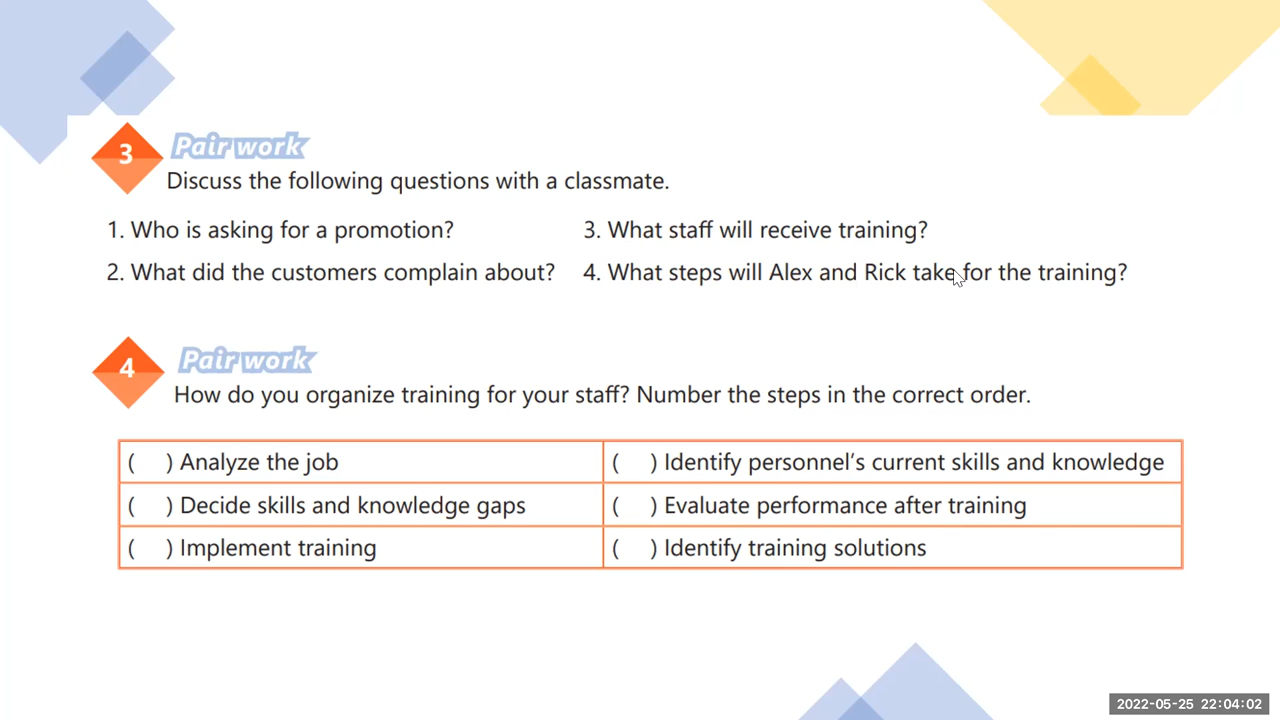 3
Pair work
Discuss the following questions with a classmate.
1. Who is asking for a promotion?
2. What did the customers complain about?
3. What staff will receive training?
4. What steps will Alex and Rick take for the training?
4
Pair work
How do you organize training for your staff? Number the steps in the correct order.
( ) Analyze the job
( ) Identify personnel's current skills and knowledge
( ) Decide skills and knowledge gaps
( ) Evaluate performance after training
( ) Implement training
( ) Identify training solutions
2022-05-25 22:04:02